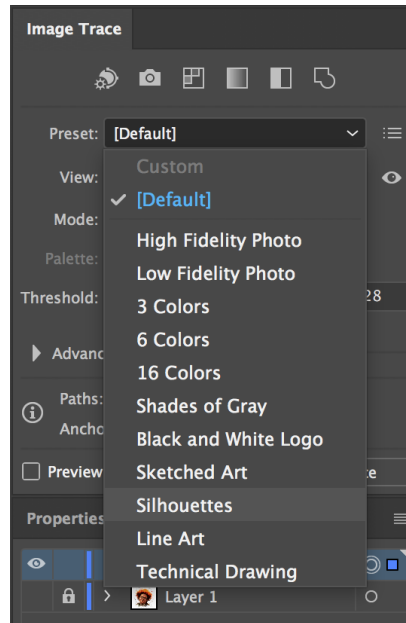 Image Trace
Preset: [Default]
Custom
View:
[Default]
Mode:
High Fidelity Photo
Palette:
Low Fidelity Photo
Threshold:
28
3 Colors
6 Colors
Advanc
16 Colors
Paths:
Shades of Gray
Ancho
Black and White Logo
Preview
Sketched Art
Silhouettes
Properties
Line Art
Technical Drawing
Layer 1